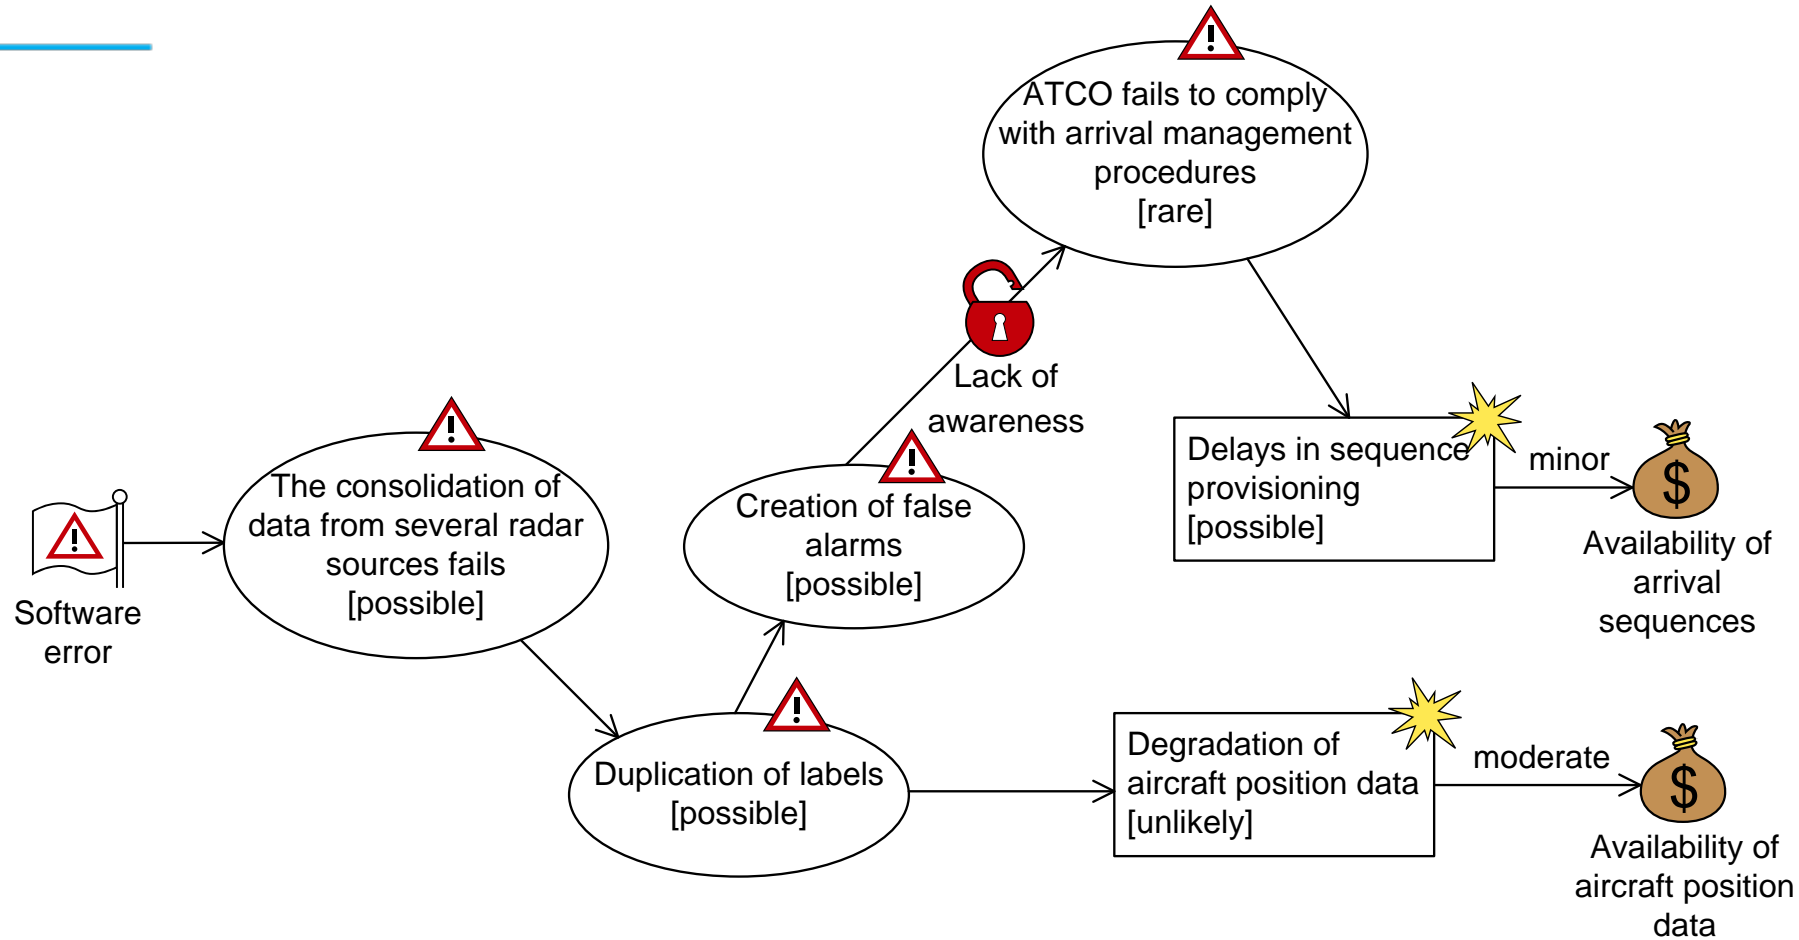 ATCO fails to comply
with arrival management
procedures
[rare]
Lack of
awareness
The consolidation of
data from several radar
sources fails
[possible]
Software
error
Creation of false
alarms
[possible]
Delays in sequence
provisioning
[possible]
minor
$
Availability of
arrival
sequences
Duplication of labels
[possible]
Degradation of
aircraft position data
[unlikely]
moderate
$
Availability of
aircraft position
data